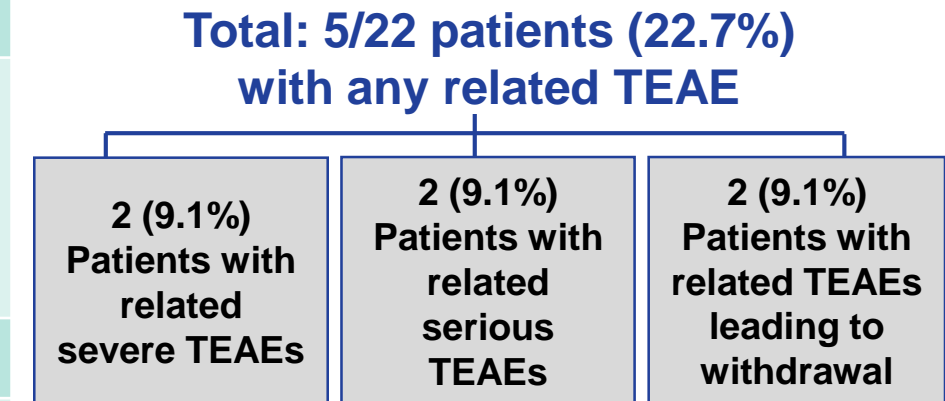 Total: 5/22 patients (22.7%)
with any related TEAE
2 (9.1%)
Patients with
related
severe TEAEs
2 (9.1%)
Patients with
related
serious
TEAEs
2 (9.1%)
Patients with
related TEAEs
leading to
withdrawal